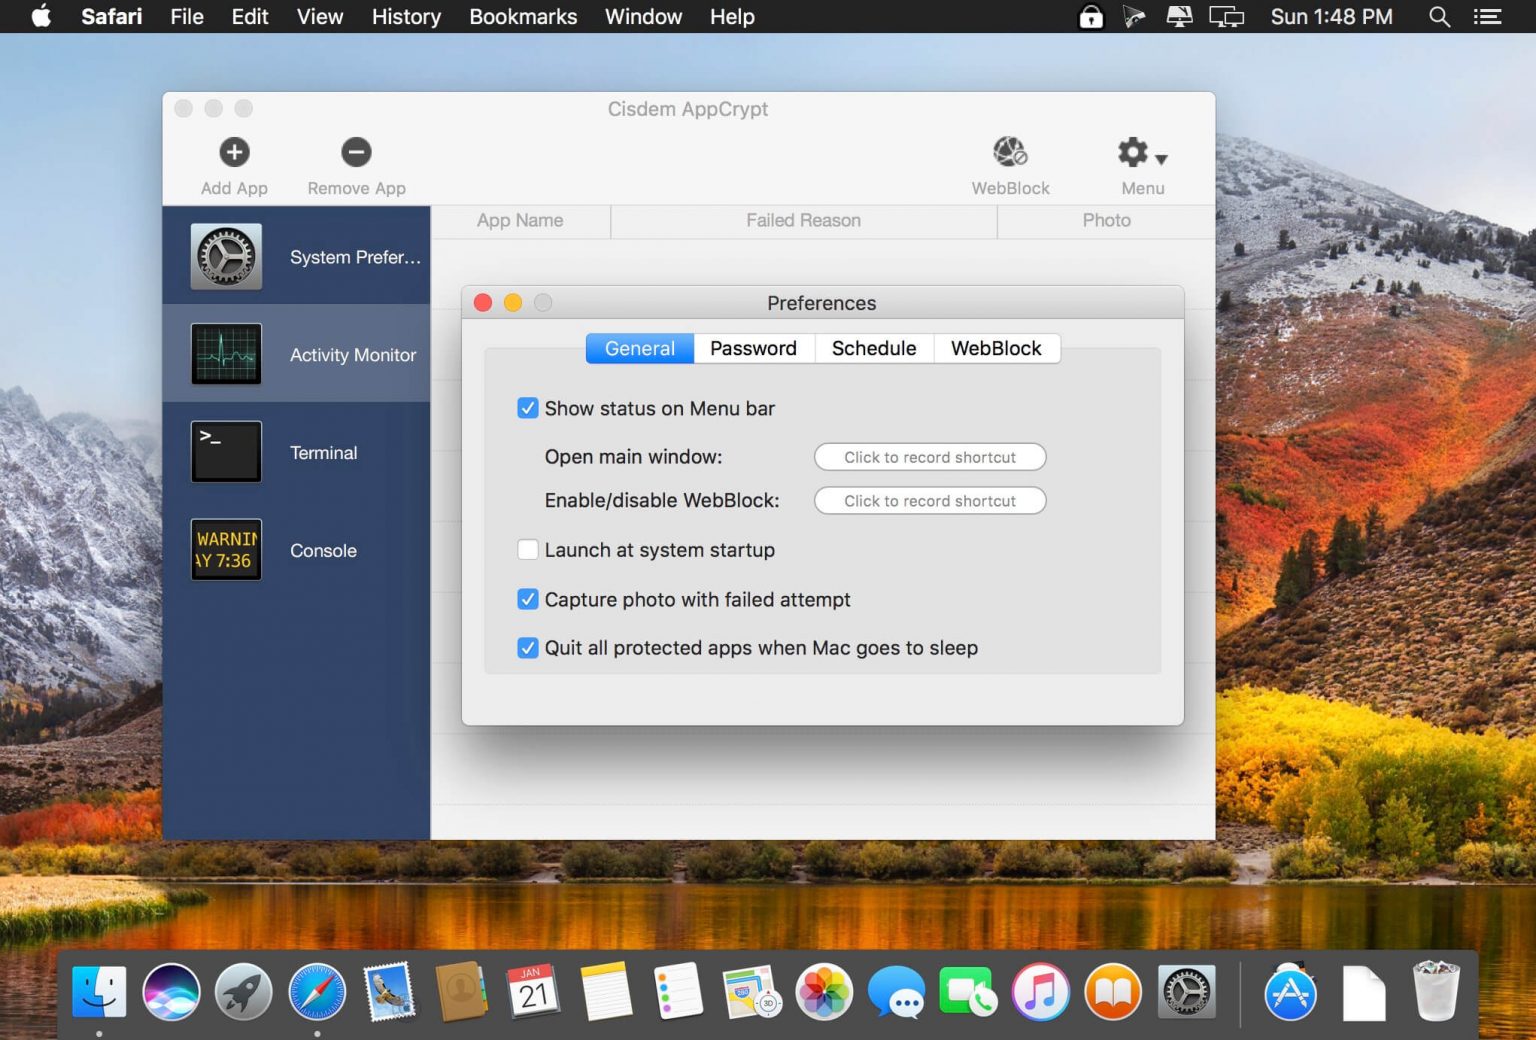 Safari File Edit View History Bookmarks Window Help Sun 1:48 PM
Cisdem AppCrypt
Add App Remove App WebBlock Menu
App Name Failed Reason Photo
System Prefer...
Activity Monitor
>_
Terminal
WARNIN
AY 7:36
Console
Preferences
General Password Schedule WebBlock
Show status on Menu bar
Open main window: Click to record shortcut
Enable/disable WebBlock: Click to record shortcut
Launch at system startup
Capture photo with failed attempt
Quit all protected apps when Mac goes to sleep
JAN
21
280
3D